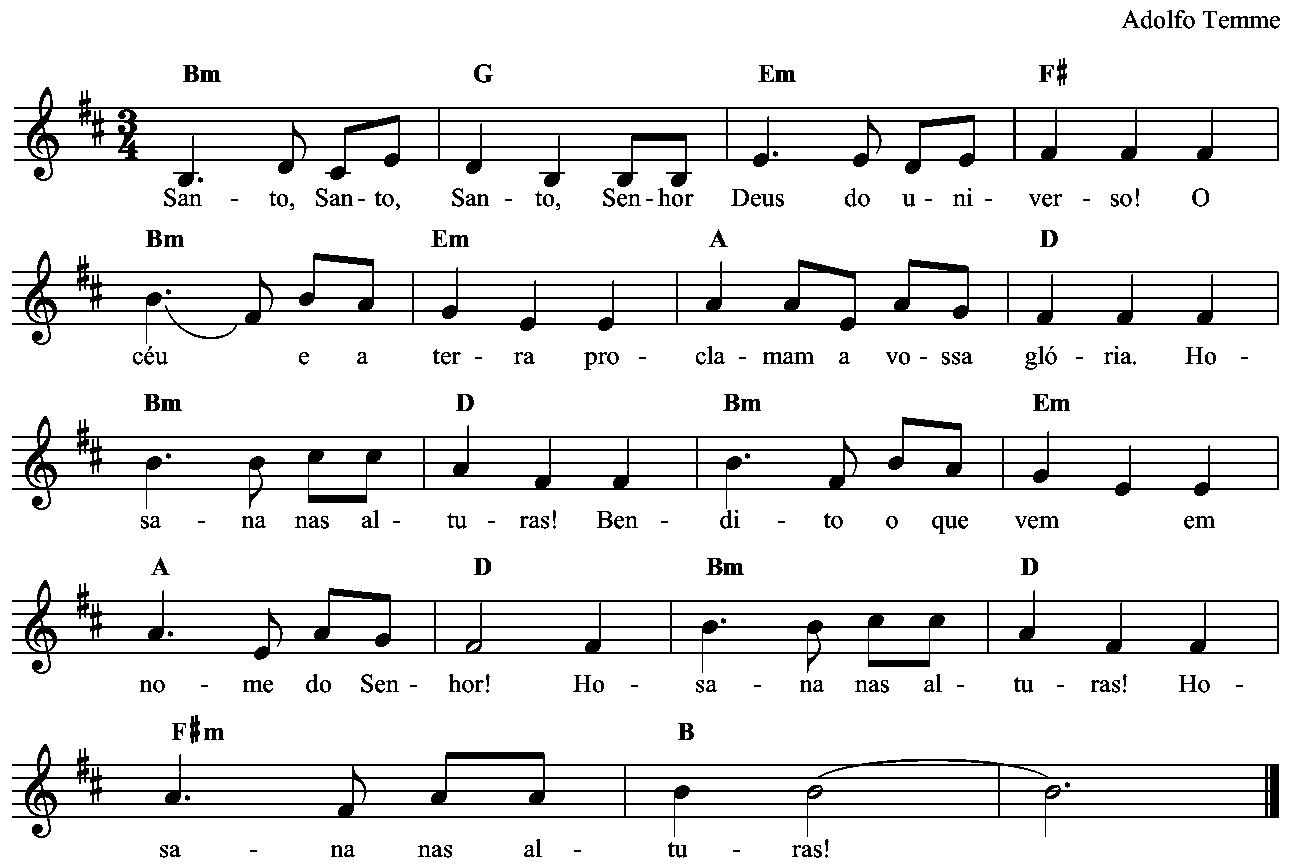 Adolfo Temme
Bm G Em F♯
3/4
San - to, San - to, San - to, Sen - hor Deus do u - ni - ver - so! O
Bm Em A D
céu e a ter - ra pro - cla - mam a vo - ssa gló - ria. Ho -
Bm D Bm Em
sa - na nas al - tu - ras! Ben - di - to o que vem em
A D Bm D
no - me do Sen - hor! Ho - sa - na nas al - tu - ras! Ho -
F♯m B
sa - na nas al - tu - ras!